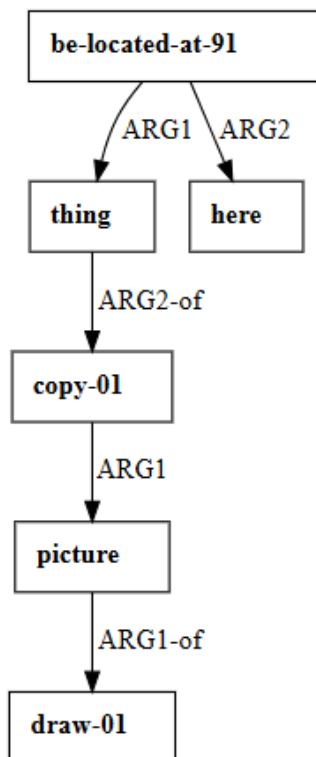 be-located-at-91
ARG1 ARG2
thing here
ARG2-of
copy-01
ARG1
picture
ARG1-of
draw-01